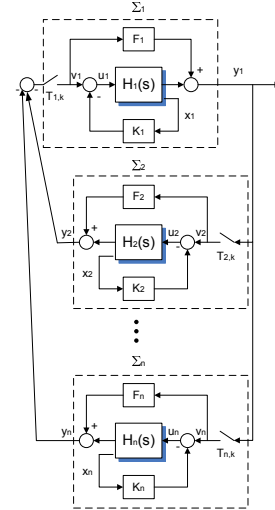 Σ1
F1
+
y1
-
-
T1,k
v1
u1
-
H1(s)
x1
K1
Σ2
F2
+
y2
H2(s)
u2
-
v2
T2,k
x2
K2
Σn
Fn
+
yn
Hn(s)
un
-
vn
Tn,k
xn
Kn